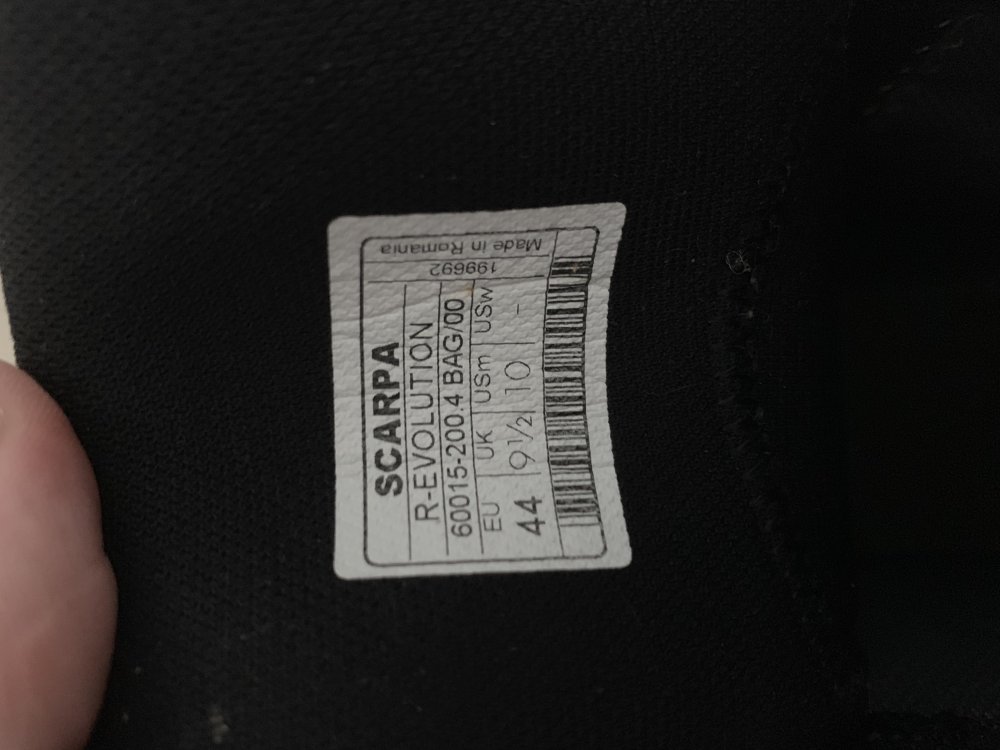 SCARPA
R-EVOLUTION
60015-200.4 BAG/00
EU UK USm USw
44 9½ 10 -
199692
Made in Romania